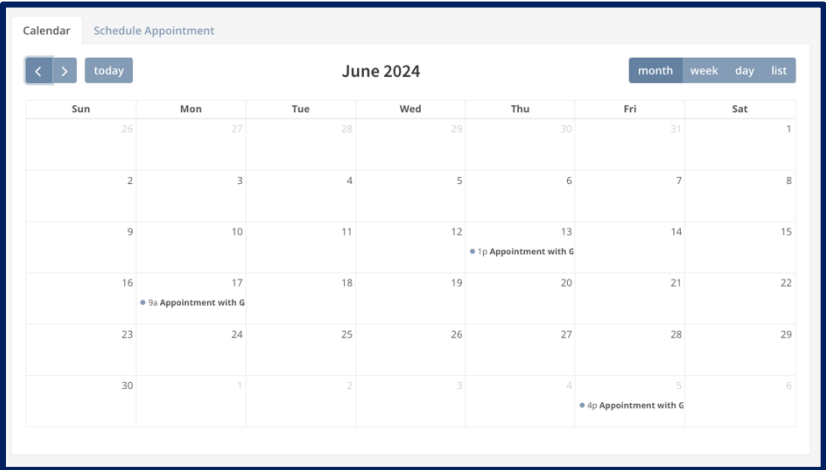 Calendar Schedule Appointment
today June 2024 month week day list
Sun Mon Tue Wed Thu Fri Sat
26 27 28 29 30 31 1
2 3 4 5 6 7 8
9 10 11 12 13 14 15
1p Appointment with G
16 17 18 19 20 21 22
9a Appointment with G
23 24 25 26 27 28 29
30 1 2 3 4 5 6
4p Appointment with G